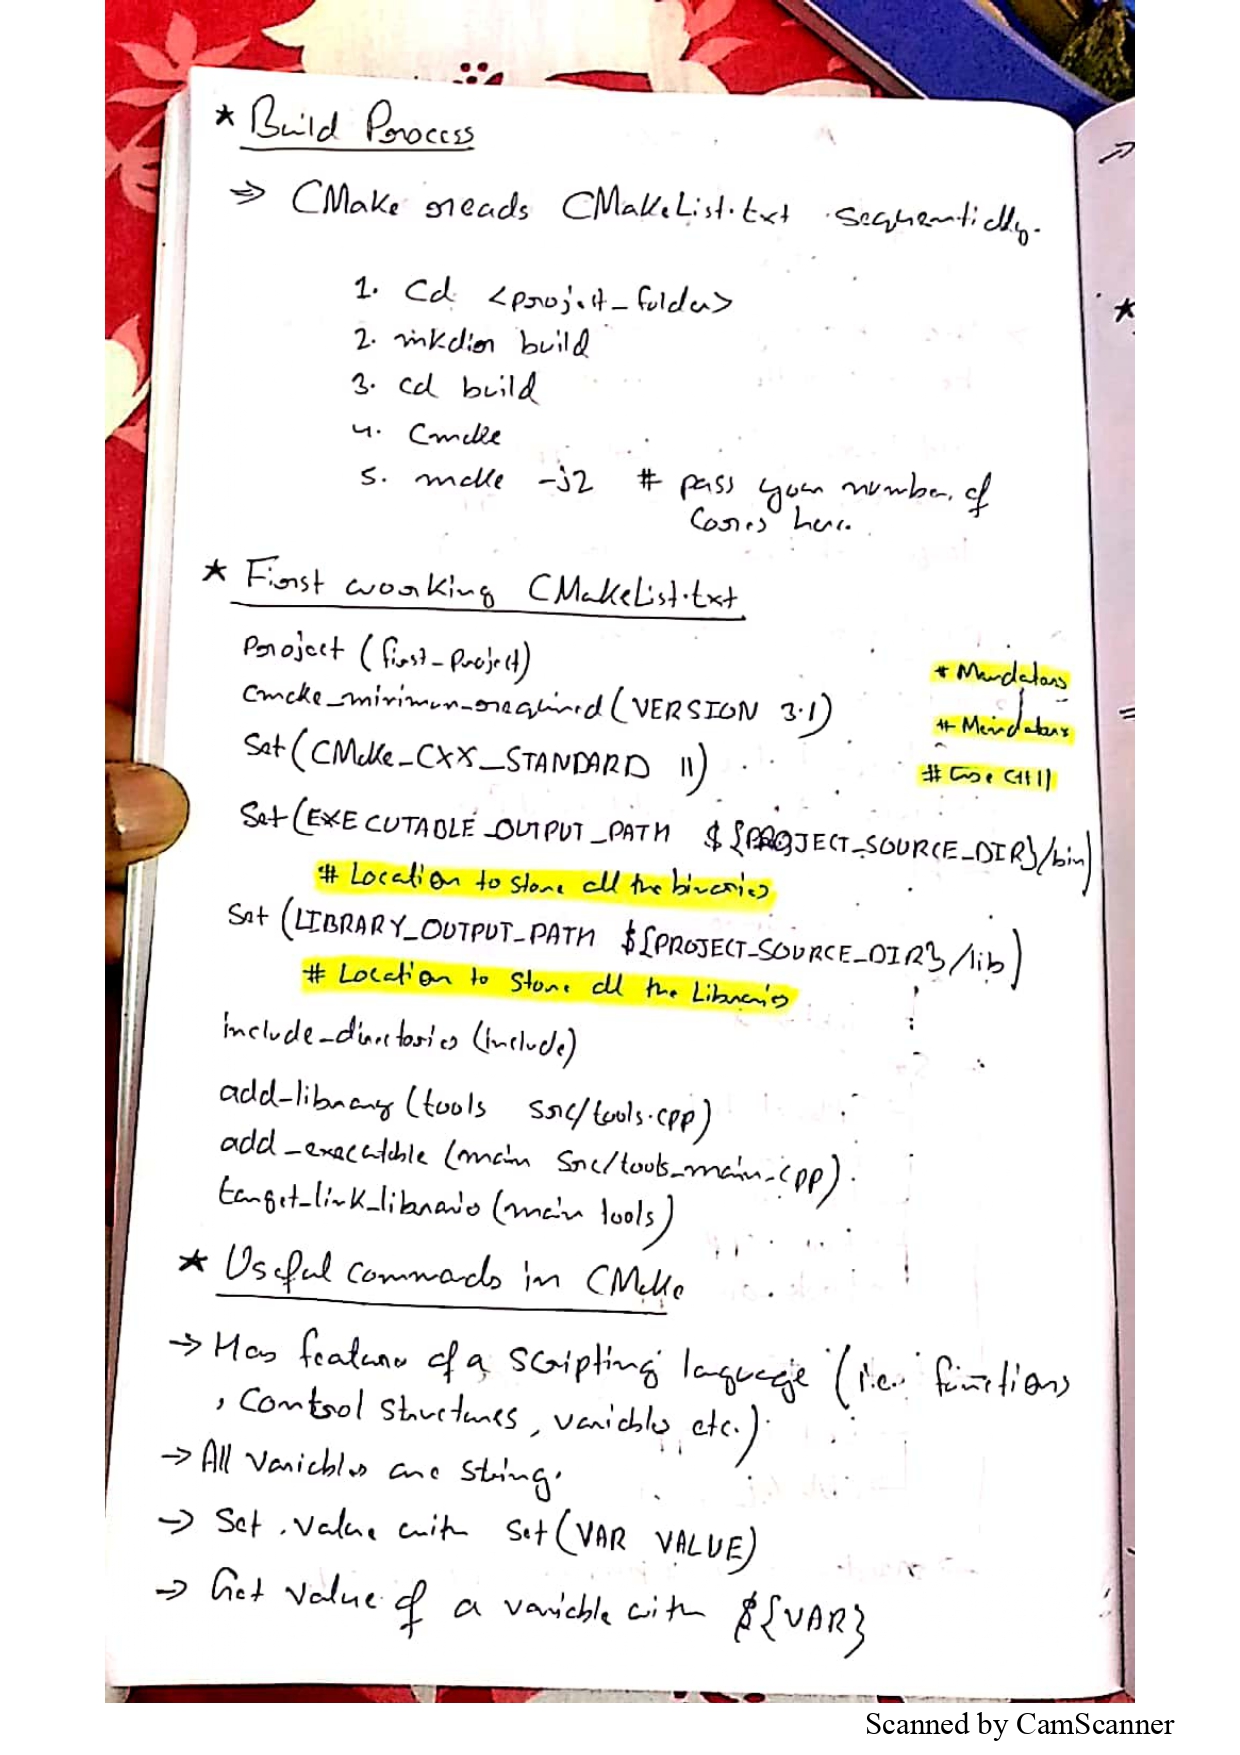 ★ Build Process
⇒ CMake reads CMakeList.txt sequentially.
1. cd <project_folder>
2. mkdir build
3. cd build
4. Cmake
5. make -j2 # pass your number of
Cores here.
★ First working CMakeList.txt
Project (first_project) # Mandatory
cmake_minimum_required (VERSION 3.1) # Mandatory
Set (CMake_CXX_STANDARD 11) # Use C++11
Set (EXECUTABLE_OUTPUT_PATH ${PROJECT_SOURCE_DIR}/bin)
# Location to store all the binaries
Set (LIBRARY_OUTPUT_PATH ${PROJECT_SOURCE_DIR}/lib)
# Location to store all the Libraries
include_directories (include)
add_library (tools src/tools.cpp)
add_executable (main src/tools_main.cpp).
target_link_libraries (main tools)
★ Useful commads in CMake
→ Has feature of a scripting language (i.e. functions
, control structures, variables etc.).
→ All variables are string.
→ Set value with set (VAR VALUE)
→ Get value of a variable with ${VAR}
Scanned by CamScanner